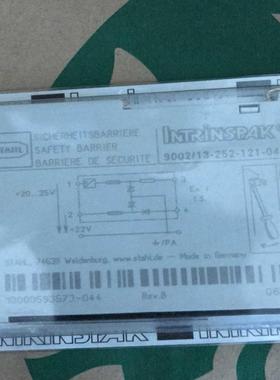 STAHL
SICHERHEITSBARRIERE
SAFETY BARRIER
BARRIERE DE SECURITE
INTRINSPAK
9002/13-252-121-04
+20...25V
1
3
2
4
-22V
⏚/PA
STAHL, 74638 Waldenburg, www.stahl.de Made in Germany
Rev.B
INTRINSPAK